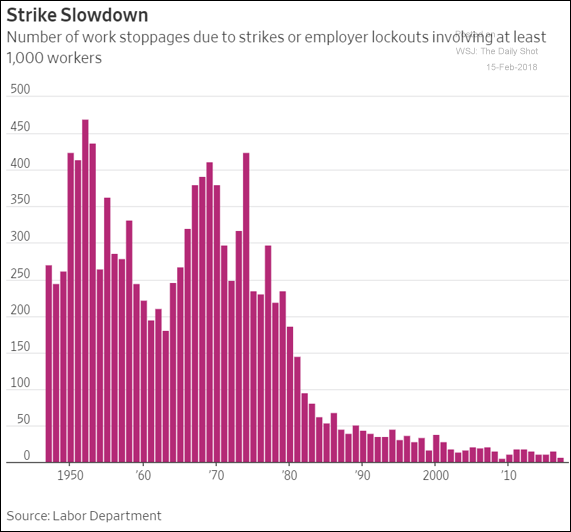 Strike Slowdown
Number of work stoppages due to strikes or employer lockouts involving at least
1,000 workers
WSJ: The Daily Shot
15-Feb-2018
500
450
400
350
300
250
200
150
100
50
0
1950 '60 '70 '80 '90 2000 '10
Source: Labor Department